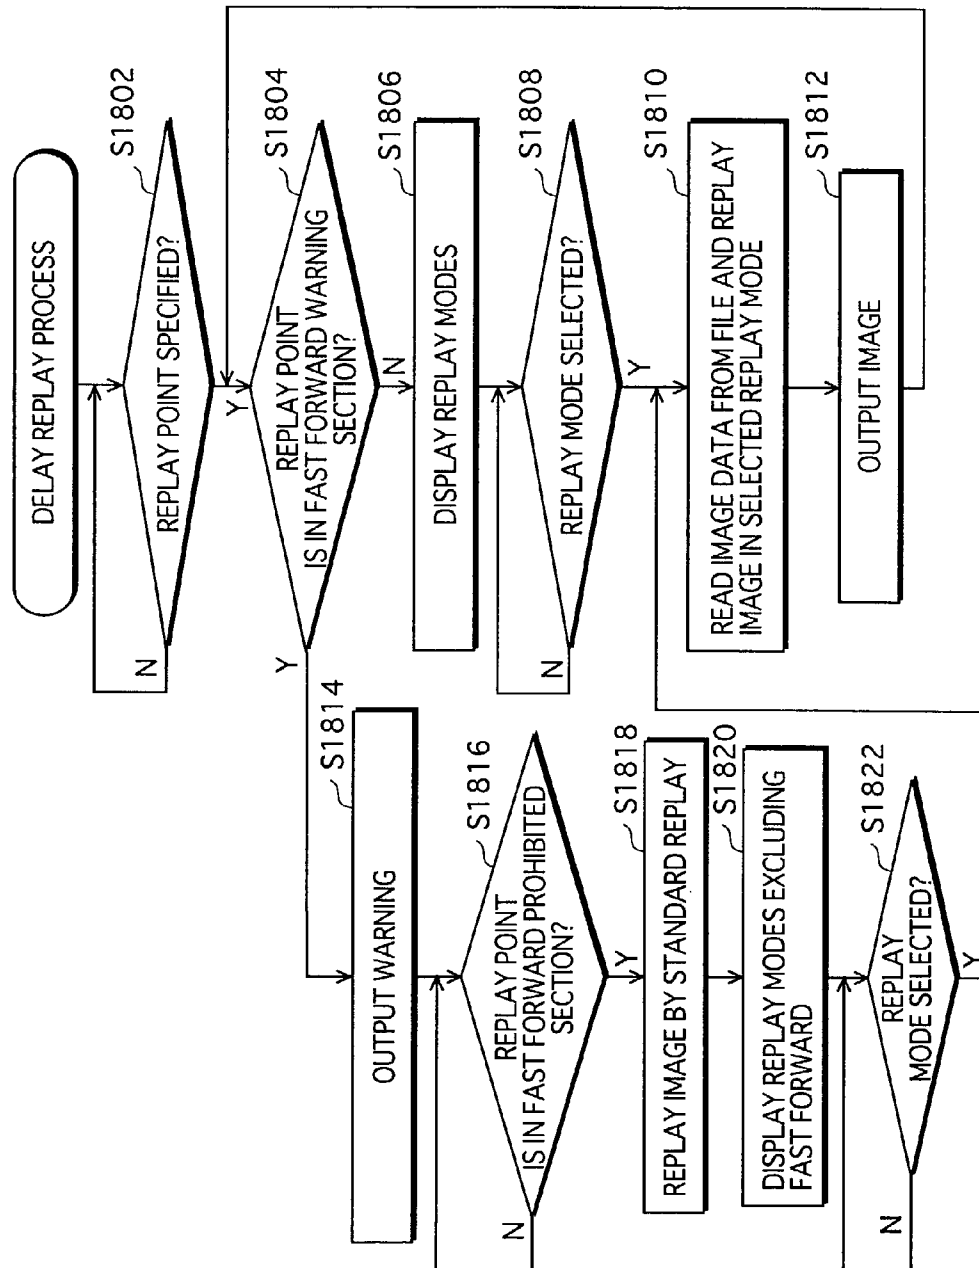 DELAY REPLAY PROCESS
S1802
REPLAY POINT SPECIFIED?
N
Y
S1804
REPLAY POINT
IS IN FAST FORWARD WARNING
SECTION?
Y
N
S1806
DISPLAY REPLAY MODES
S1808
REPLAY MODE SELECTED?
N
Y
S1810
READ IMAGE DATA FROM FILE AND REPLAY
IMAGE IN SELECTED REPLAY MODE
S1812
OUTPUT IMAGE
S1814
OUTPUT WARNING
S1816
REPLAY POINT
IS IN FAST FORWARD PROHIBITED
SECTION?
N
Y
S1818
REPLAY IMAGE BY STANDARD REPLAY
S1820
DISPLAY REPLAY MODES EXCLUDING
FAST FORWARD
S1822
REPLAY
MODE SELECTED?
N
Y